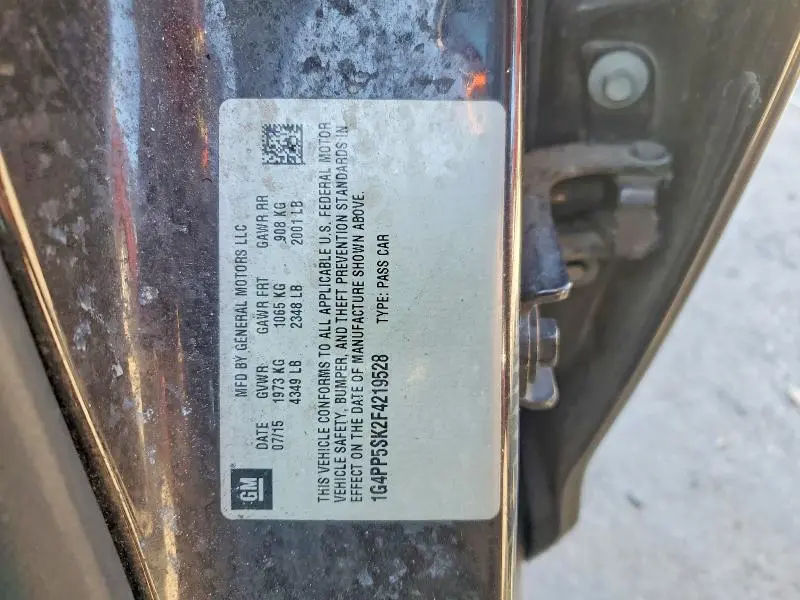 GM
MFD BY GENERAL MOTORS LLC
DATE GVWR GAWR FRT GAWR RR
07/15 1973 KG 1065 KG 908 KG
4349 LB 2348 LB 2001 LB
THIS VEHICLE CONFORMS TO ALL APPLICABLE U.S. FEDERAL MOTOR
VEHICLE SAFETY, BUMPER, AND THEFT PREVENTION STANDARDS IN
EFFECT ON THE DATE OF MANUFACTURE SHOWN ABOVE.
1G4PP5SK2F4219528 TYPE: PASS CAR